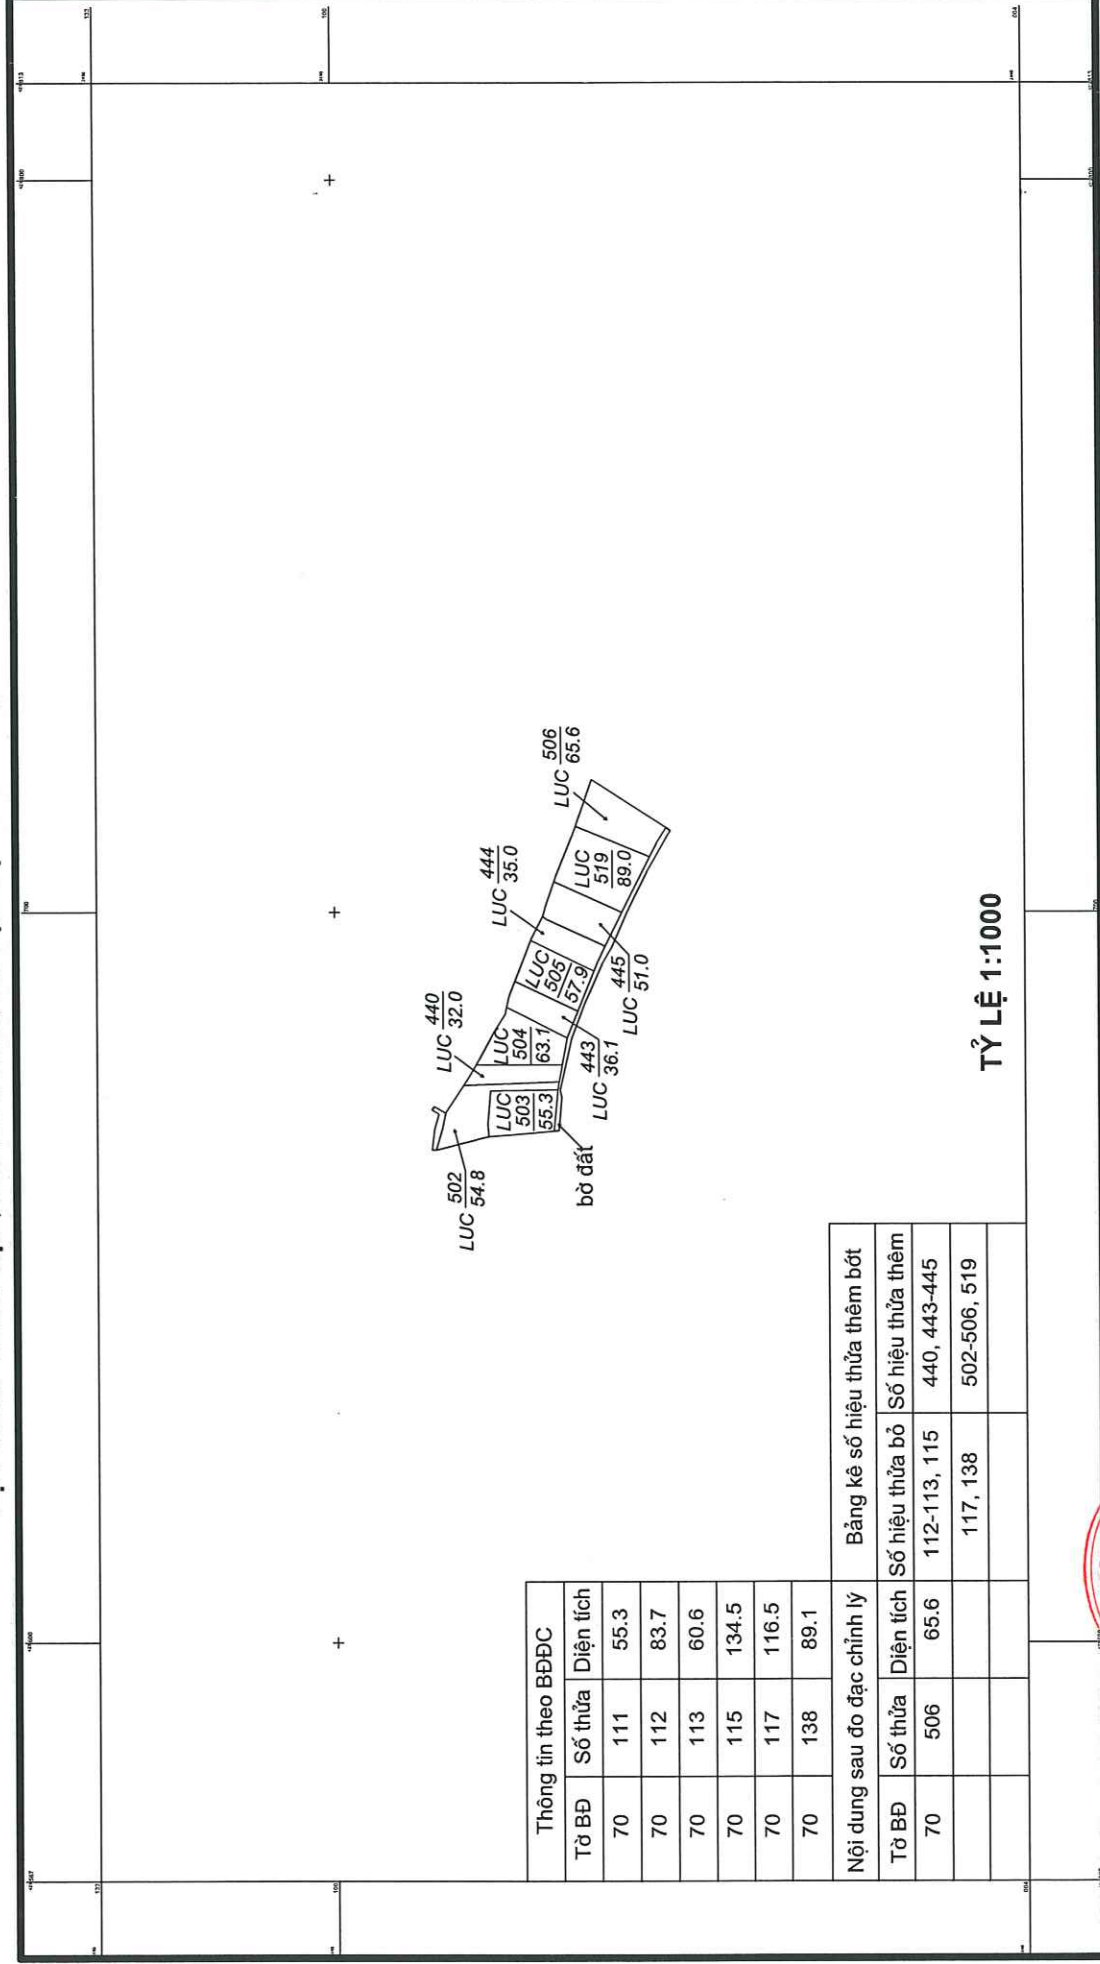 LUC 502
54.8
LUC 440
32.0
LUC 444
35.0
LUC 506
65.6
LUC
503
55.3
LUC
504
63.1
LUC
505
57.9
LUC
519
89.0
LUC 443
36.1
LUC 445
51.0
bờ đất
TỶ LỆ 1:1000
Thông tin theo BĐĐC
Tờ BĐ Số thửa Diện tích
70 111 55.3
70 112 83.7
70 113 60.6
70 115 134.5
70 117 116.5
70 138 89.1
Nội dung sau đo đạc chỉnh lý Bảng kê số hiệu thửa thêm bớt
Tờ BĐ Số thửa Diện tích Số hiệu thửa bỏ Số hiệu thửa thêm
70 506 65.6 112-113, 115 440, 443-445
117, 138 502-506, 519